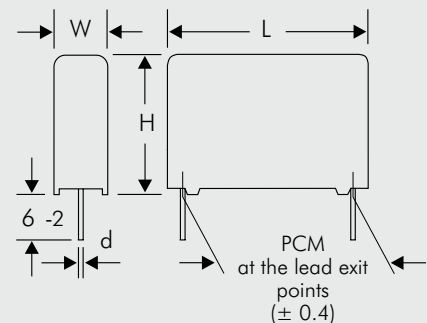 W
L
H
6 -2
d
PCM
at the lead exit
points
(± 0.4)